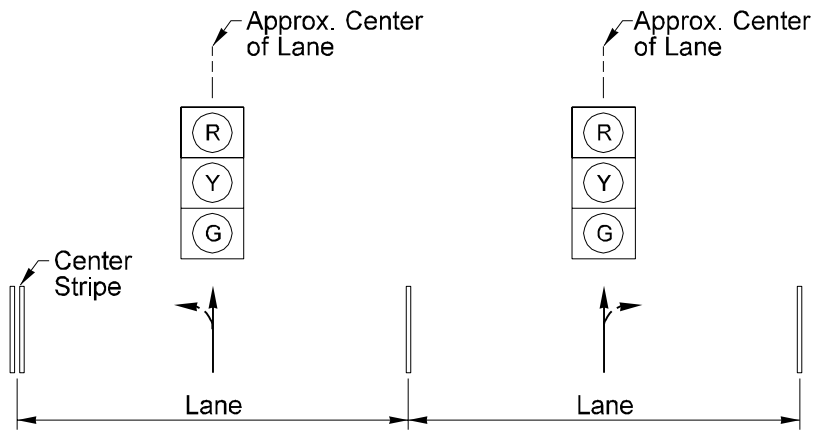 Approx. Center
of Lane
Approx. Center
of Lane
R
Y
G
R
Y
G
Center
Stripe
Lane
Lane